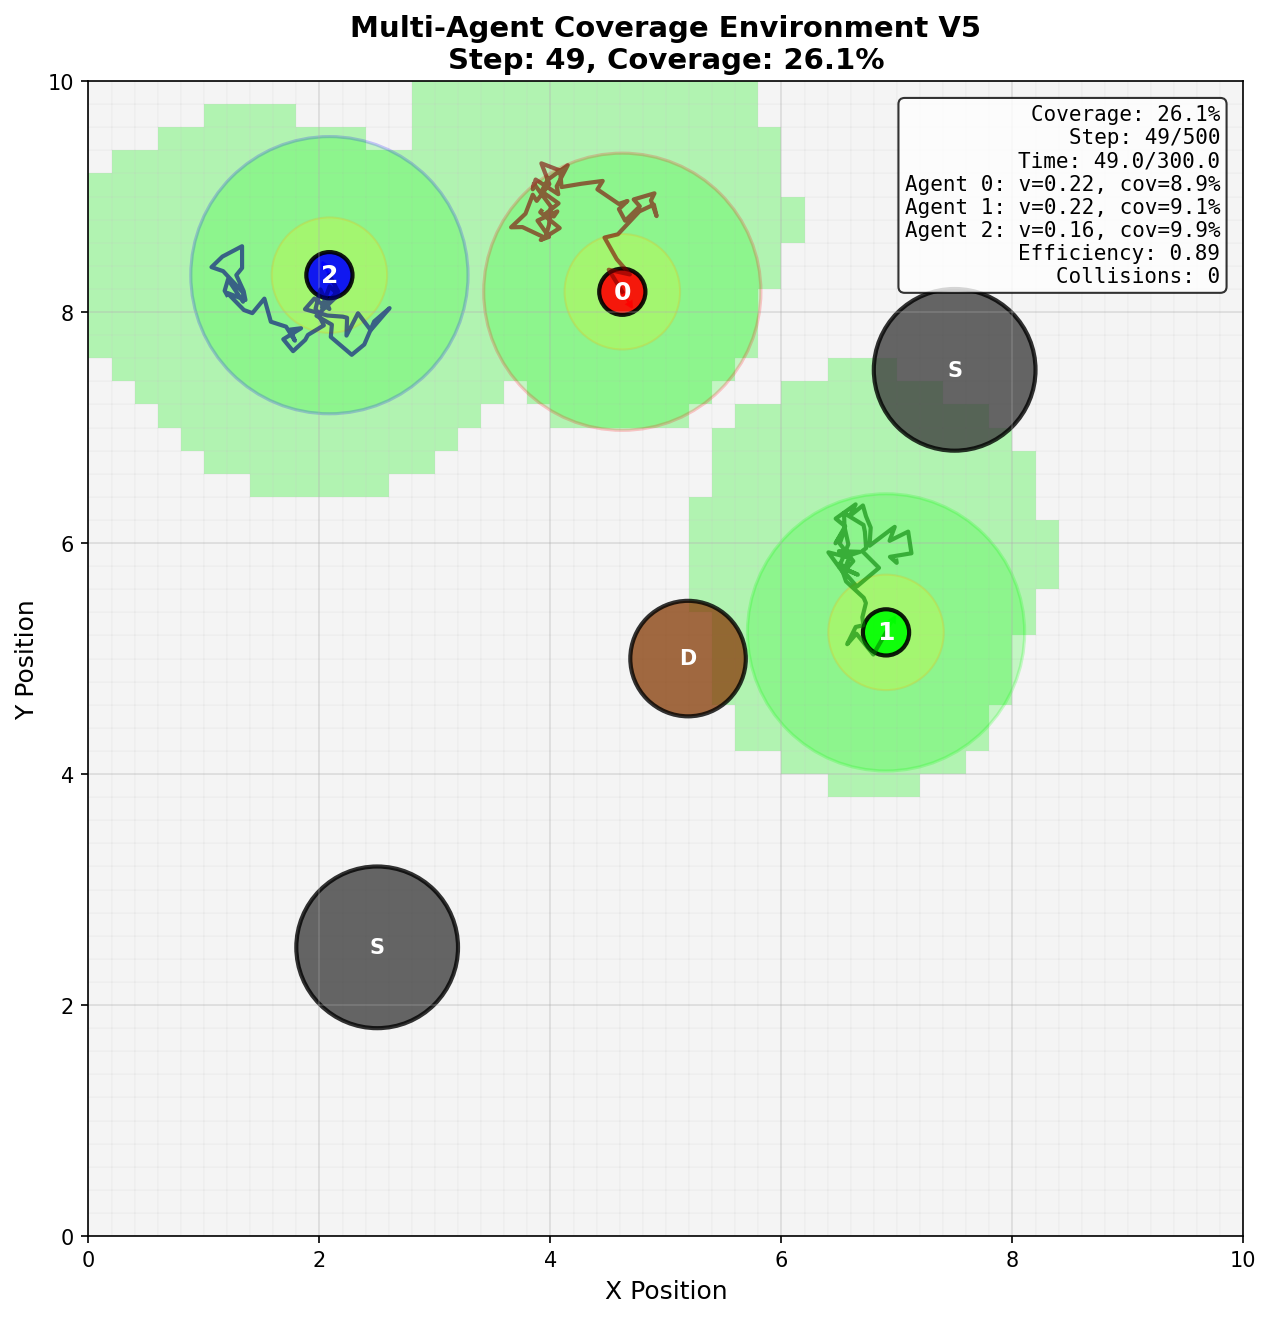 Multi-Agent Coverage Environment V5
Step: 49, Coverage: 26.1%
Coverage: 26.1%
Step: 49/500
Time: 49.0/300.0
Agent 0: v=0.22, cov=8.9%
Agent 1: v=0.22, cov=9.1%
Agent 2: v=0.16, cov=9.9%
Efficiency: 0.89
Collisions: 0
10
8
6
4
2
0
Y Position
2
0
S
1
D
S
0
2
4
6
8
10
X Position